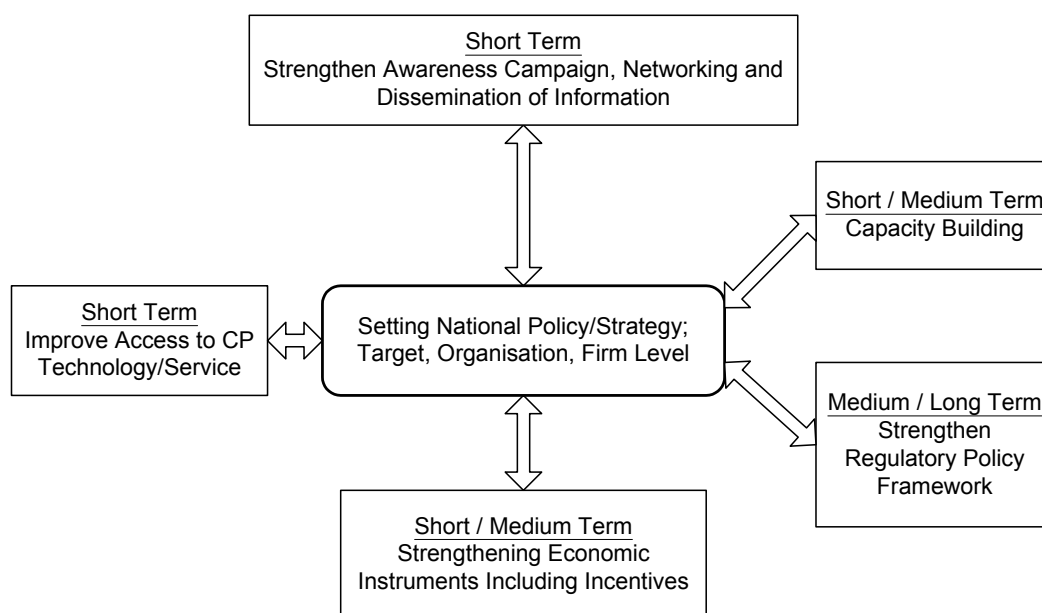 Short Term
Strengthen Awareness Campaign, Networking and
Dissemination of Information
Short / Medium Term
Capacity Building
Short Term
Improve Access to CP
Technology/Service
Setting National Policy/Strategy;
Target, Organisation, Firm Level
Medium / Long Term
Strengthen
Regulatory Policy
Framework
Short / Medium Term
Strengthening Economic
Instruments Including Incentives